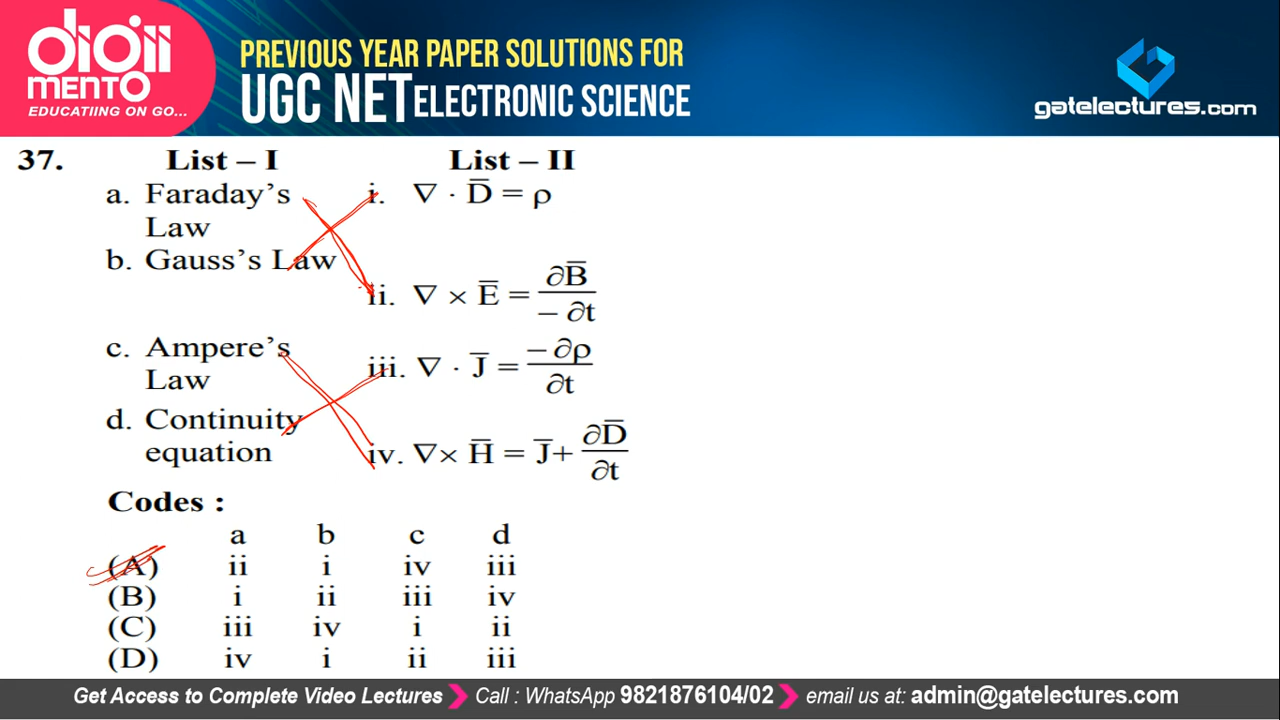 dioii
mento
EDUCATIING ON GO...
PREVIOUS YEAR PAPER SOLUTIONS FOR
UGC NET ELECTRONIC SCIENCE
gatelectures.com
37. List – I List – II
a. Faraday's i. ∇ · D̅ = ρ
Law
b. Gauss's Law
ii. ∇ × E̅ = ∂B̅ / – ∂t
c. Ampere's
Law
iii. ∇ · J̅ = –∂ρ / ∂t
d. Continuity
equation
iv. ∇× H̅ = J̅+ ∂D̅ / ∂t
Codes :
a b c d
(A) ii i iv iii
(B) i ii iii iv
(C) iii iv i ii
(D) iv i ii iii
Get Access to Complete Video Lectures Call : WhatsApp 9821876104/02 email us at: admin@gatelectures.com